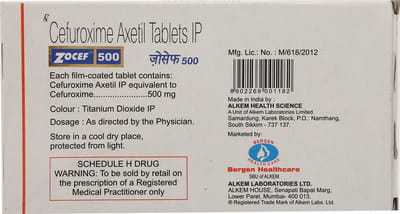 Rx
Cefuroxime Axetil Tablets IP
ZOCEF 500
ज़ोसेफ 500
Each film-coated tablet contains:
Cefuroxime Axetil IP equivalent to
Cefuroxime......................500 mg
Colour : Titanium Dioxide IP
Dosage : As directed by the Physician.
Store in a cool dry place,
protected from light.
SCHEDULE H DRUG
WARNING: To be sold by retail on
the prescription of a Registered
Medical Practitioner only
Mfg. Lic. No.: M/618/2012
8902269001182
Made in India by :
ALKEM HEALTH SCIENCE
A Unit of Alkem Laboratories Limited.
Samardung, Karek Block, P.O.: Namthang,
South Sikkim - 737 137.
Marketed by:
BERGEN
HEALTHCARE
Bergen Healthcare
SBU of ALKEM
ALKEM LABORATORIES LTD.
ALKEM HOUSE, Senapati Bapat Marg,
Lower Parel, Mumbai- 400 013.
® Registered Trade Mark of Alkem Labs. Ltd.